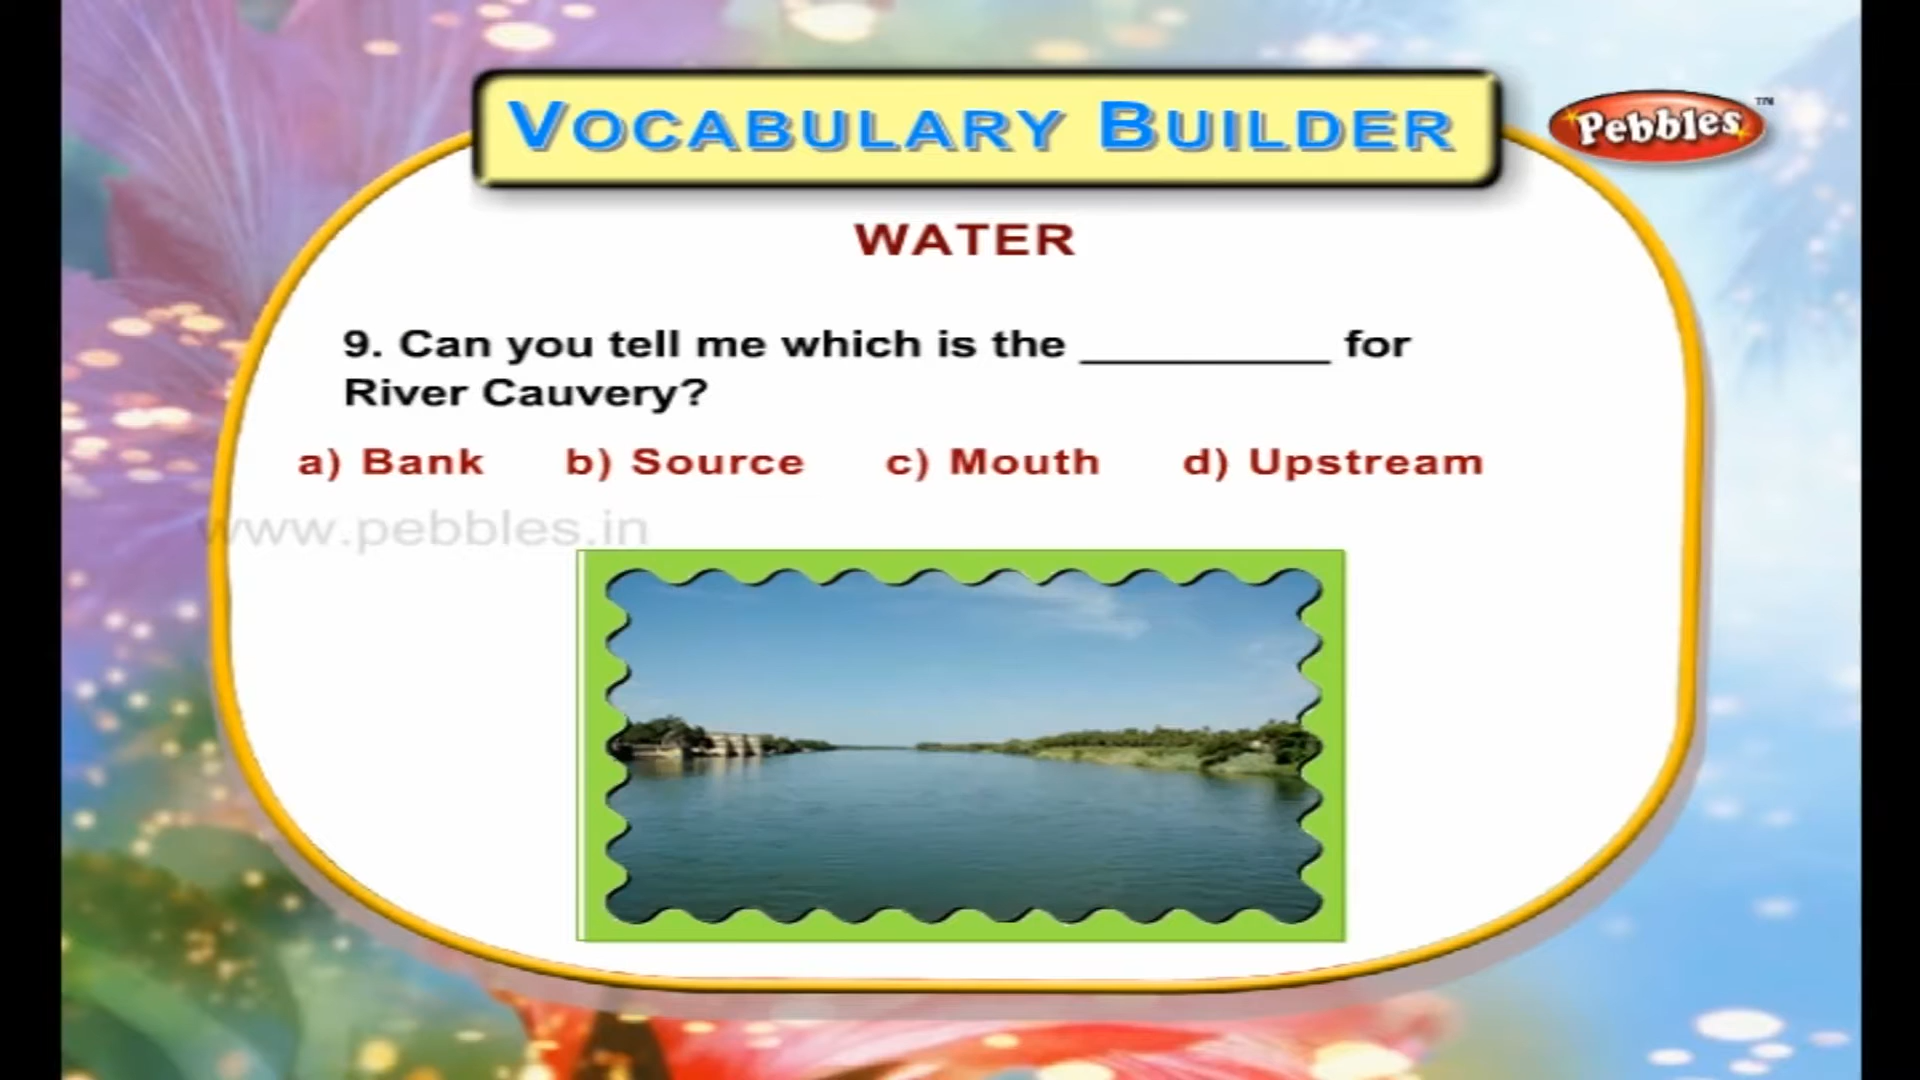 VOCABULARY BUILDER
Pebbles™
WATER
9. Can you tell me which is the __________ for
River Cauvery?
a) Bank b) Source c) Mouth d) Upstream
www.pebbles.in